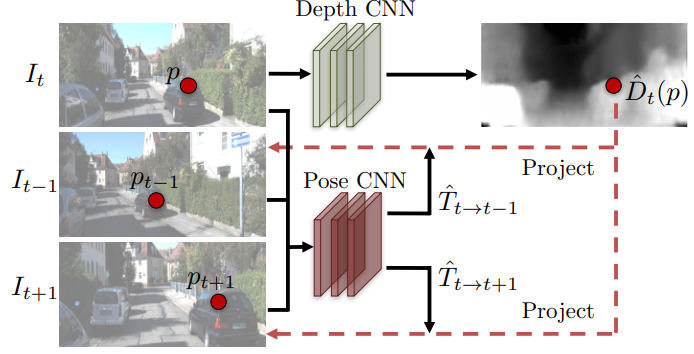 Depth CNN
I_t
p
D̂_t(p)
I_{t−1}
p_{t−1}
Project
Pose CNN
T̂_{t→t−1}
I_{t+1}
p_{t+1}
T̂_{t→t+1}
Project